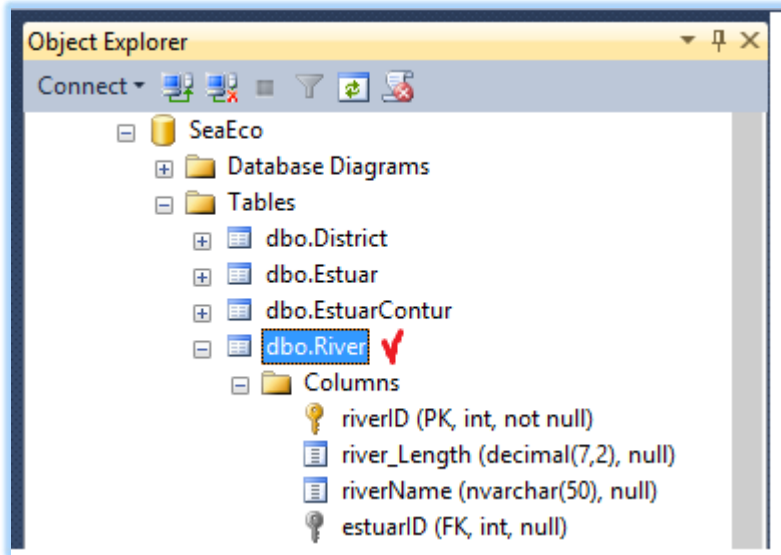 Object Explorer
Connect
SeaEco
Database Diagrams
Tables
dbo.District
dbo.Estuar
dbo.EstuarContur
dbo.River
Columns
riverID (PK, int, not null)
river_Length (decimal(7,2), null)
riverName (nvarchar(50), null)
estuarID (FK, int, null)